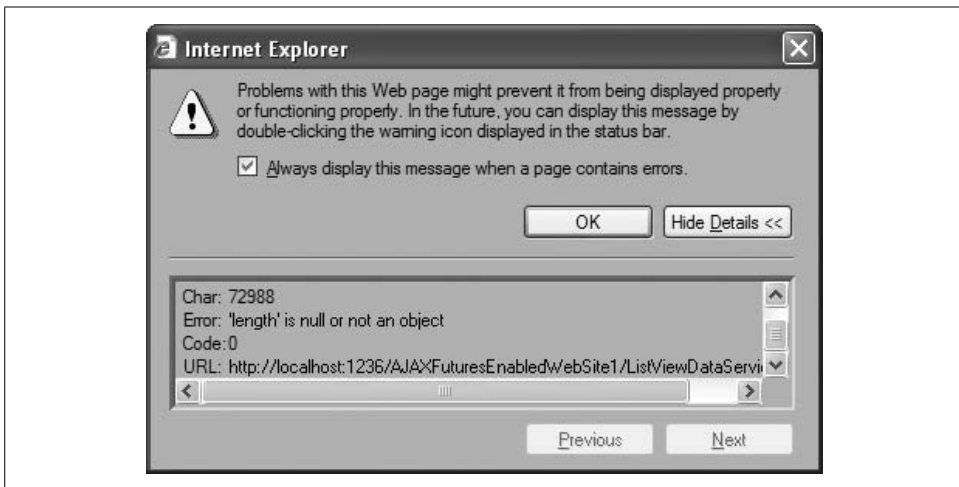 Internet Explorer
Problems with this Web page might prevent it from being displayed properly
or functioning properly. In the future, you can display this message by
double-clicking the warning icon displayed in the status bar.
Always display this message when a page contains errors.
OK
Hide Details <<
Char: 72988
Error: 'length' is null or not an object
Code:0
URL: http://localhost:1236/AJAXFuturesEnabledWebSite1/ListViewDataServi
Previous
Next